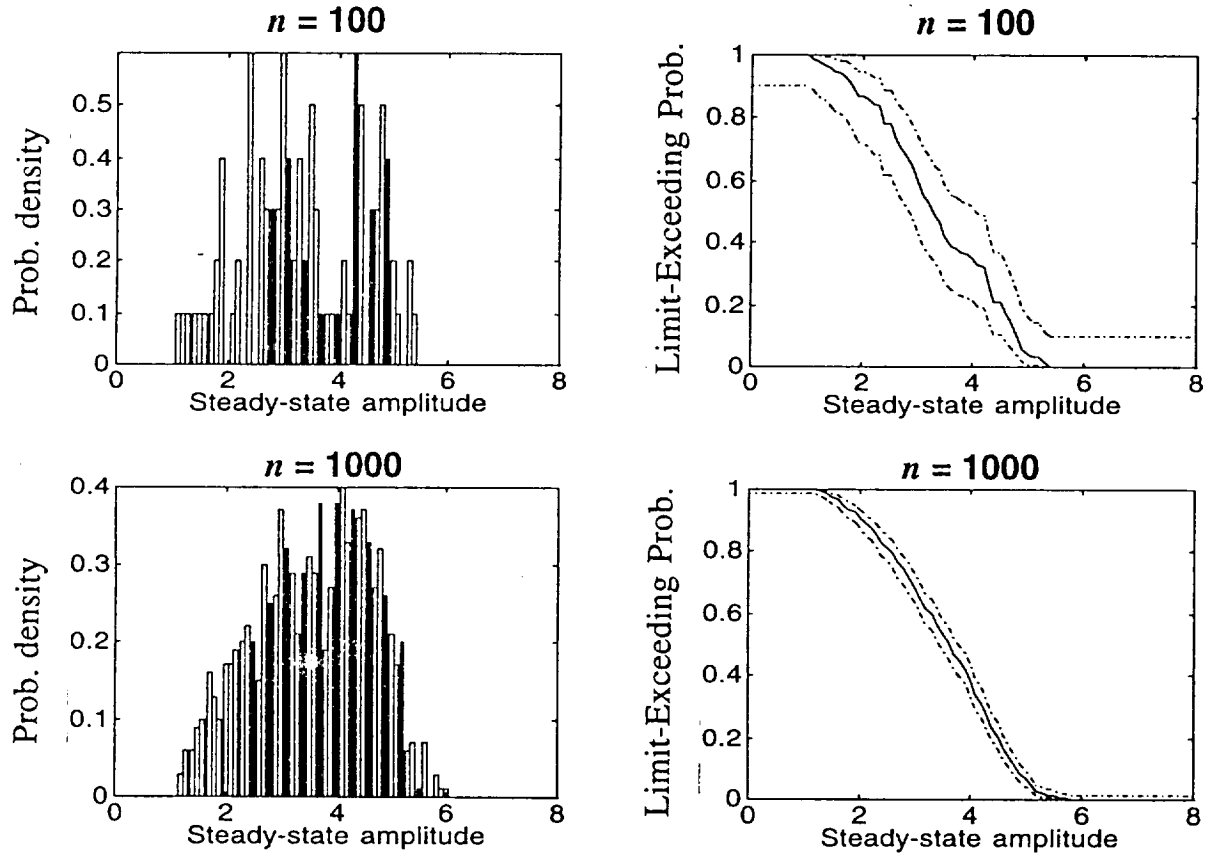 n = 100
Prob. density
0.5
0.4
0.3
0.2
0.1
0
0 2 4 6 8
Steady-state amplitude
n = 100
Limit-Exceeding Prob.
1
0.8
0.6
0.4
0.2
0
0 2 4 6 8
Steady-state amplitude
n = 1000
Prob. density
0.4
0.3
0.2
0.1
0
0 2 4 6 8
Steady-state amplitude
n = 1000
Limit-Exceeding Prob.
1
0.8
0.6
0.4
0.2
0
0 2 4 6 8
Steady-state amplitude